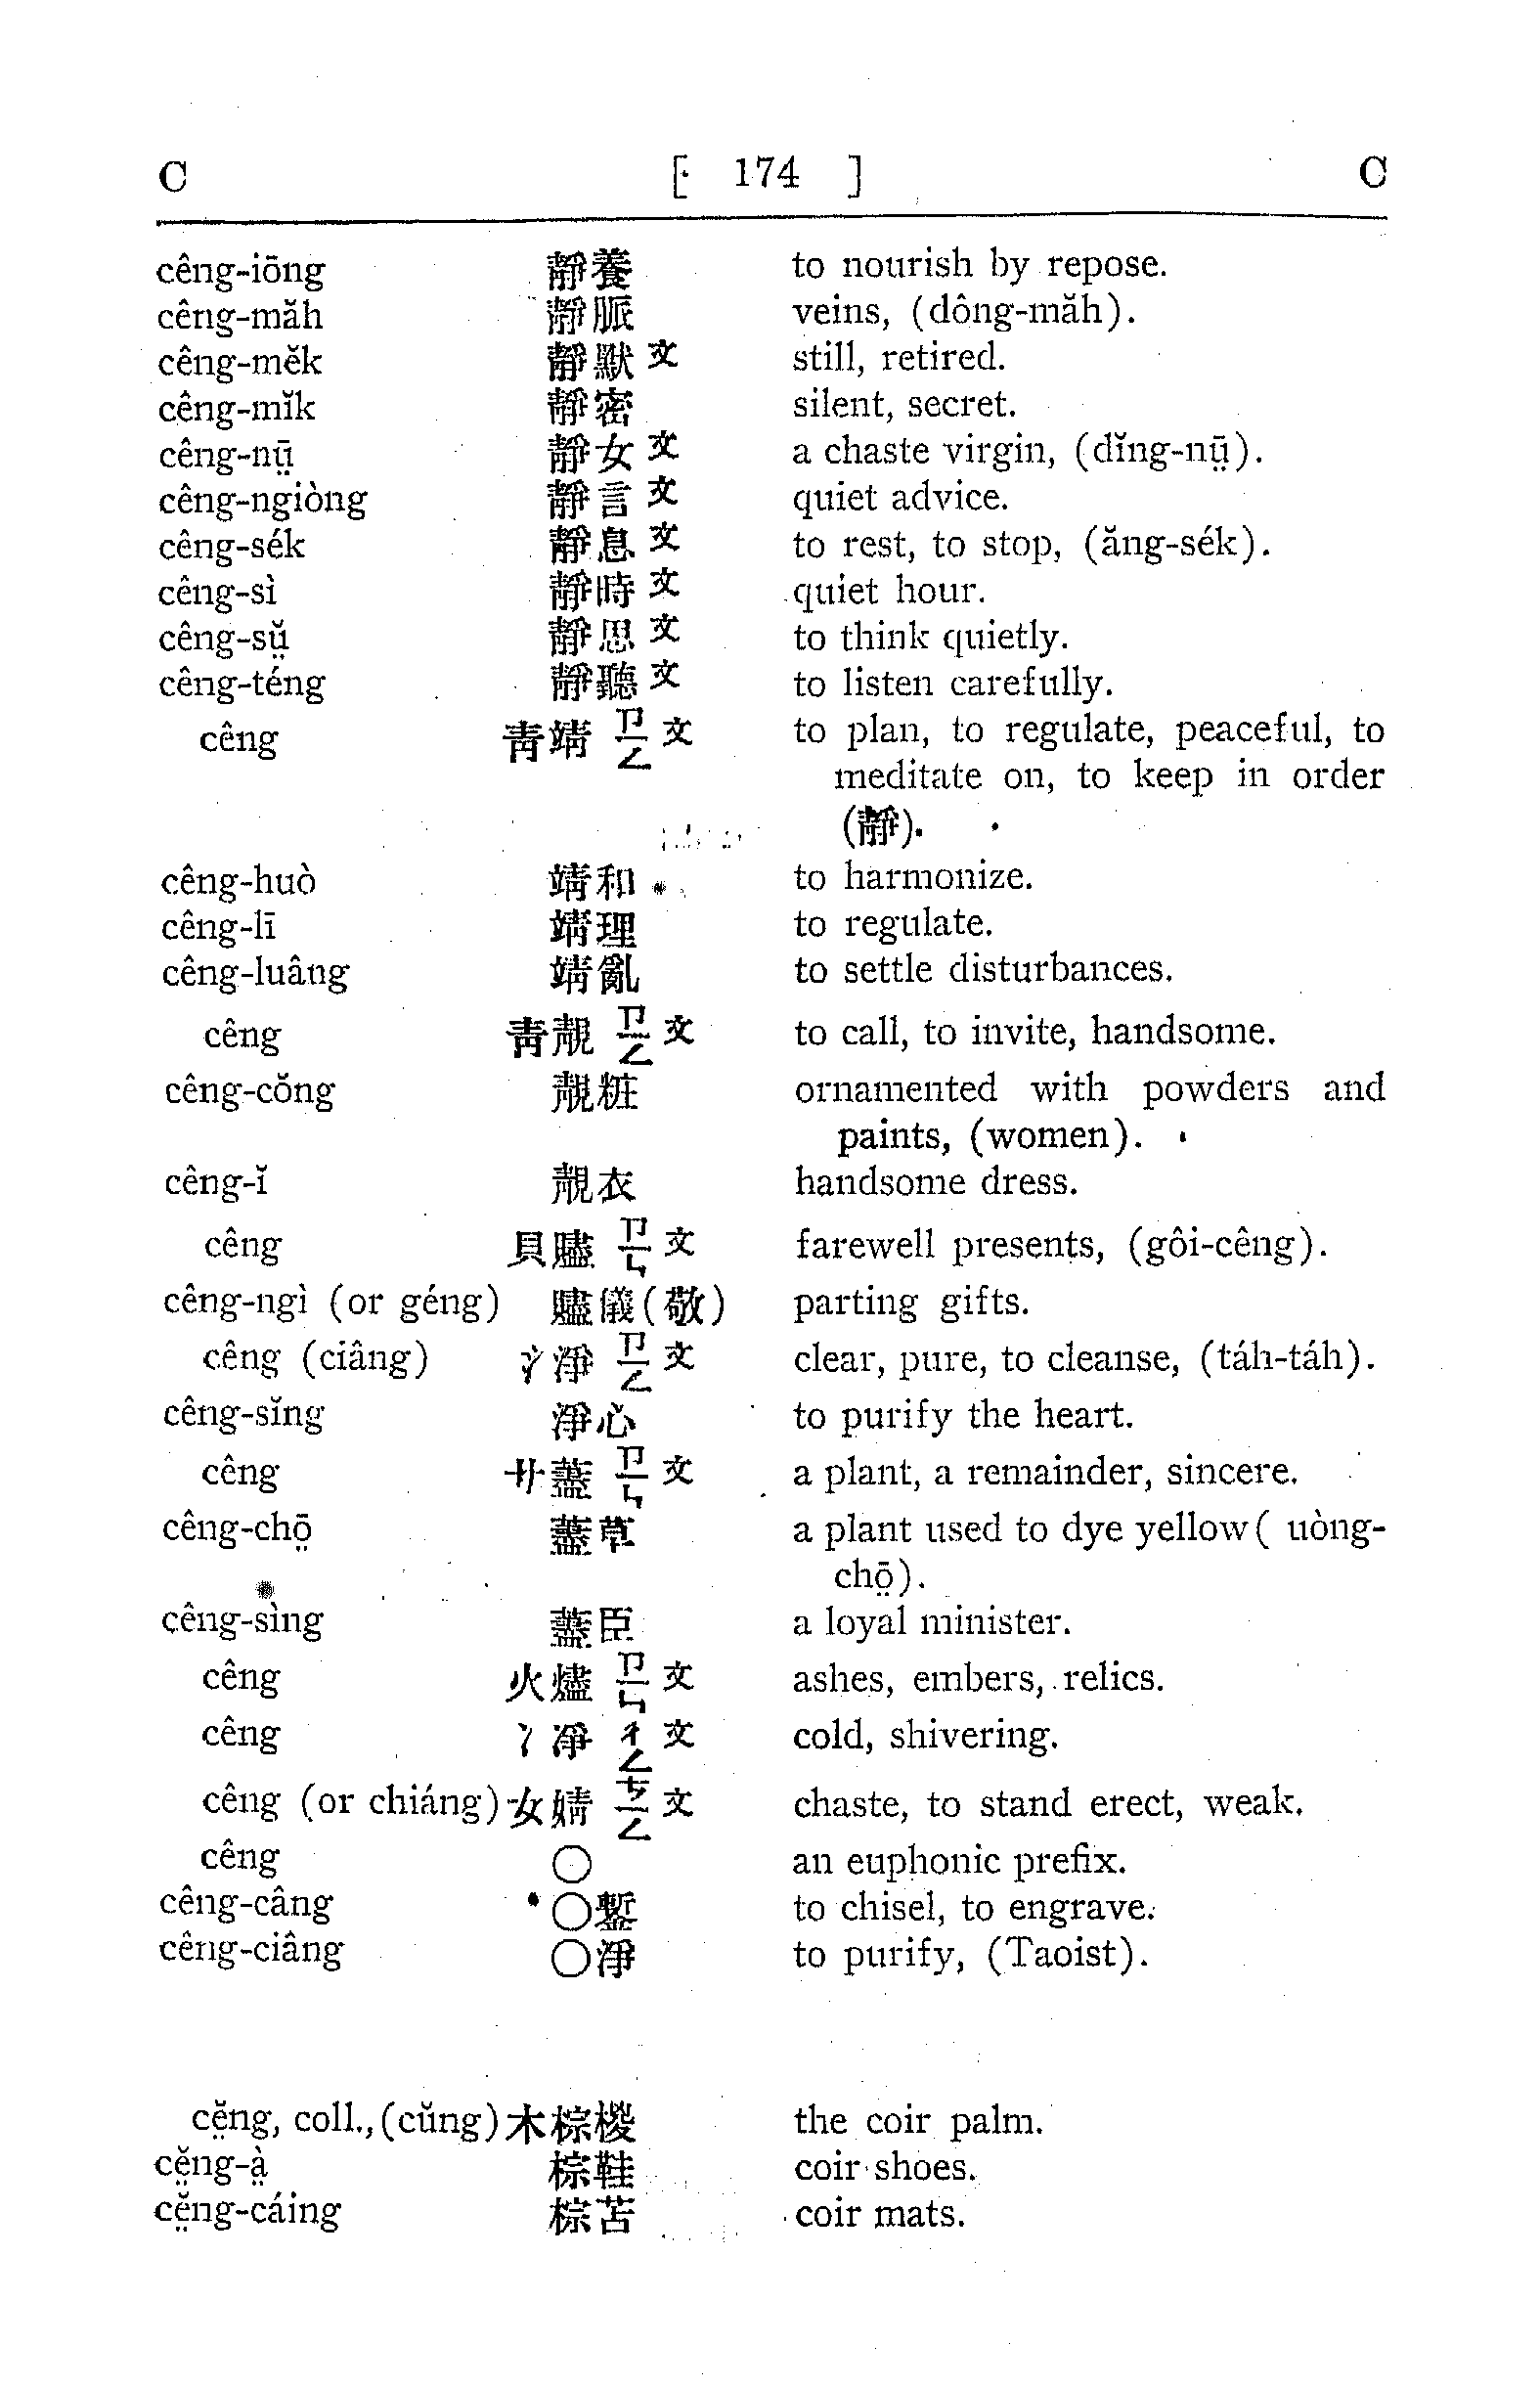 C [ 174 ] C
cêng-iōng 靜養 to nourish by repose.
cêng-măh 靜脈 veins, (dông-măh).
cêng-mĕk 靜默文 still, retired.
cêng-mĭk 靜密 silent, secret.
cêng-nṳ̄ 靜女文 a chaste virgin, (dĭng-nṳ̄).
cêng-ngiòng 靜言文 quiet advice.
cêng-sék 靜息文 to rest, to stop, (ăng-sék).
cêng-sì 靜時文 quiet hour.
cêng-sṳ̆ 靜思文 to think quietly.
cêng-téng 靜聽文 to listen carefully.
cêng 靑靖 ㄗㄧㄥ 文 to plan, to regulate, peaceful, to
meditate on, to keep in order
(靜).
cêng-huò 靖和 to harmonize.
cêng-lī 靖理 to regulate.
cêng-luâng 靖亂 to settle disturbances.
cêng 靑靚 ㄗㄧㄥ 文 to call, to invite, handsome.
cêng-cŏng 靚粧 ornamented with powders and
paints, (women).
cêng-ĭ 靚衣 handsome dress.
cêng 貝贐 ㄗㄧㄣ 文 farewell presents, (gôi-cêng).
cêng-ngì (or géng) 贐儀(敬) parting gifts.
cêng (ciâng) 氵淨 ㄗㄧㄥ 文 clear, pure, to cleanse, (táh-táh).
cêng-sĭng 淨心 to purify the heart.
cêng 艸藎 ㄗㄧㄣ 文 a plant, a remainder, sincere.
cêng-chō̤ 藎草 a plant used to dye yellow( uòng-
chō̤).
cêng-sìng 藎臣 a loyal minister.
cêng 火燼 ㄗㄧㄣ 文 ashes, embers, relics.
cêng 冫凈 ㄔㄥ 文 cold, shivering.
cêng (or chiáng) 女婧 ㄘㄧㄥ 文 chaste, to stand erect, weak.
cêng ○ an euphonic prefix.
cêng-câng ○鏨 to chisel, to engrave.
cêng-ciâng ○淨 to purify, (Taoist).
cĕ̤ng, coll.,(cŭng) 木棕椶 the coir palm.
cĕ̤ng-à̤ 棕鞋 coir shoes.
cĕ̤ng-cáing 棕苫 coir mats.